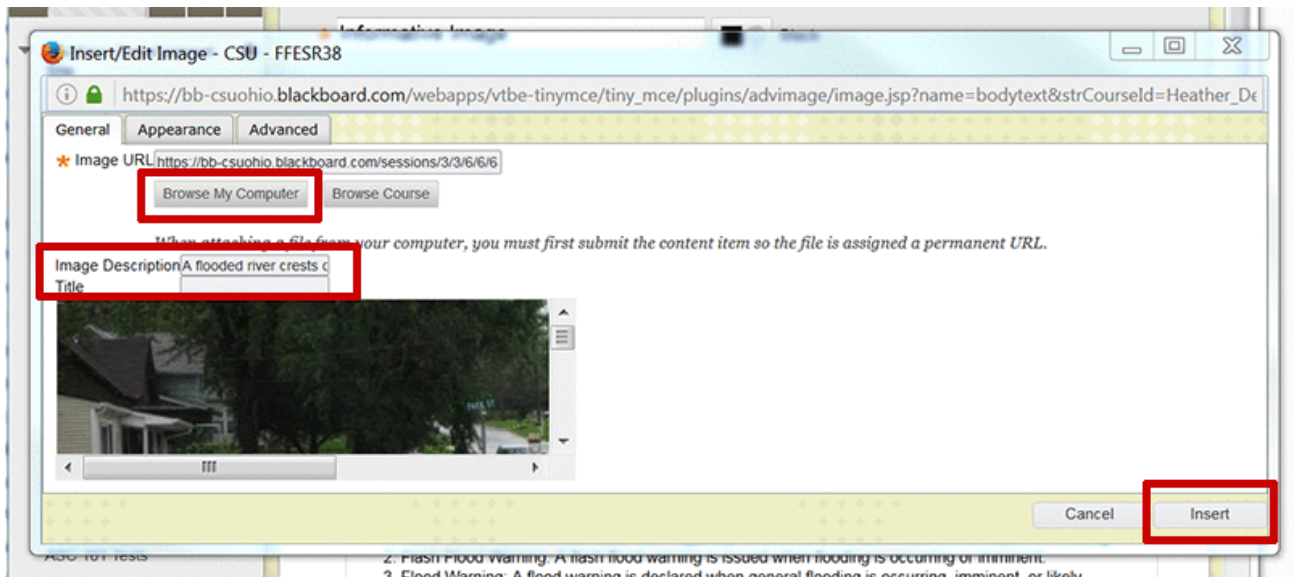 Informative Image
Insert/Edit Image - CSU - FFESR38
https://bb-csuohio.blackboard.com/webapps/vtbe-tinymce/tiny_mce/plugins/advimage/image.jsp?name=bodytext&strCourseId=Heather_De
General Appearance Advanced
* Image URL https://bb-csuohio.blackboard.com/sessions/3/3/6/6/6
Browse My Computer Browse Course
When attaching a file from your computer, you must first submit the content item so the file is assigned a permanent URL.
Image Description A flooded river crests
Title
Cancel Insert
ASC 101 Tests
2. Flash Flood Warning: A flash flood warning is issued when flooding is occurring or imminent.
3. Flood Warning: A flood warning is declared when general flooding is occurring, imminent, or likely